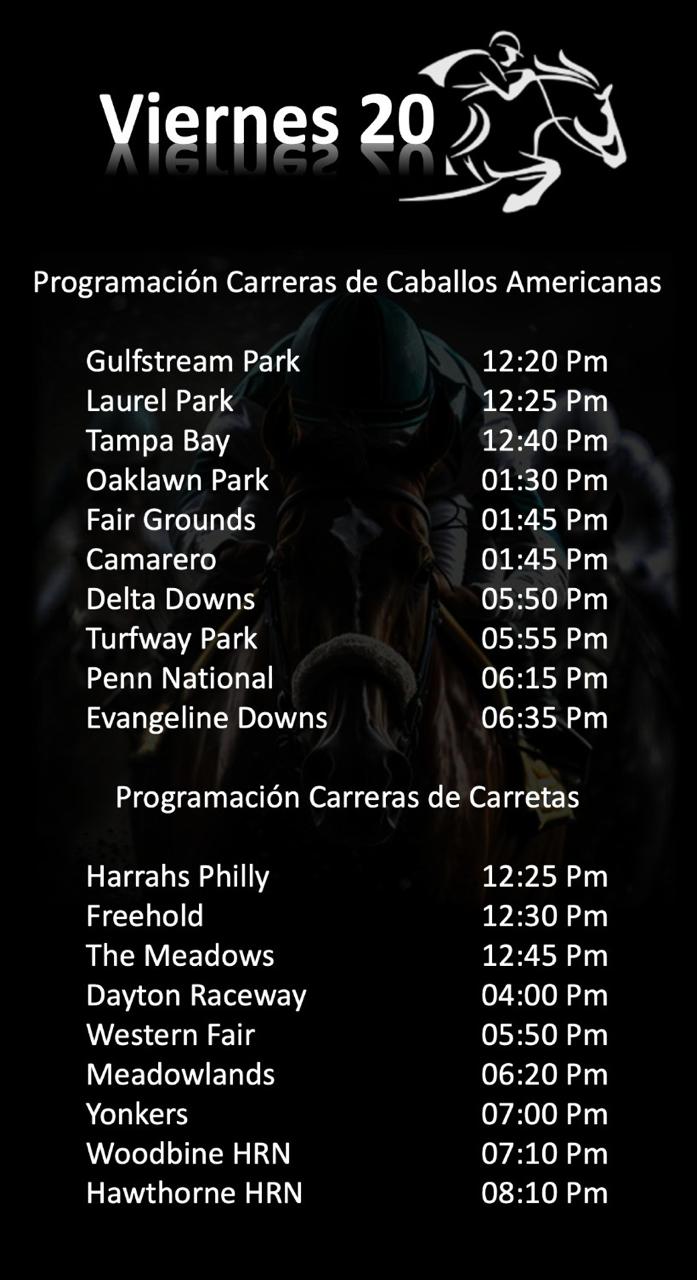 Viernes 20
Programación Carreras de Caballos Americanas
Gulfstream Park 12:20 Pm
Laurel Park 12:25 Pm
Tampa Bay 12:40 Pm
Oaklawn Park 01:30 Pm
Fair Grounds 01:45 Pm
Camarero 01:45 Pm
Delta Downs 05:50 Pm
Turfway Park 05:55 Pm
Penn National 06:15 Pm
Evangeline Downs 06:35 Pm
Programación Carreras de Carretas
Harrahs Philly 12:25 Pm
Freehold 12:30 Pm
The Meadows 12:45 Pm
Dayton Raceway 04:00 Pm
Western Fair 05:50 Pm
Meadowlands 06:20 Pm
Yonkers 07:00 Pm
Woodbine HRN 07:10 Pm
Hawthorne HRN 08:10 Pm